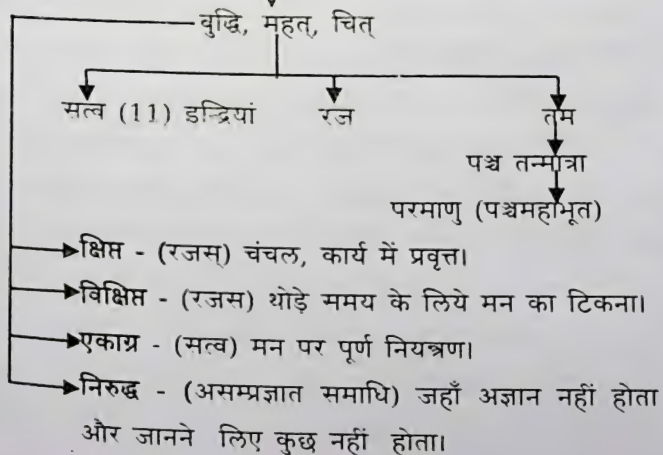 वुद्धि, महत्, चित्
सत्व (11) इन्द्रियां रज तम
पञ्च तन्मात्रा
परमाणु (पञ्चमहाभूत)
क्षिप्त - (रजस्) चंचल, कार्य में प्रवृत्त।
विक्षिप्त - (रजस) थोड़े ममय के लिये मन का टिकना।
एकाग्र - (सत्व) मन पर पुर्ण नियन्त्रण।
निरुद्ध - (असम्प्रज्ञात समाधि) जहाँ अज्ञान नहीं होता
और जानने लिए कुछ नहीं होता।